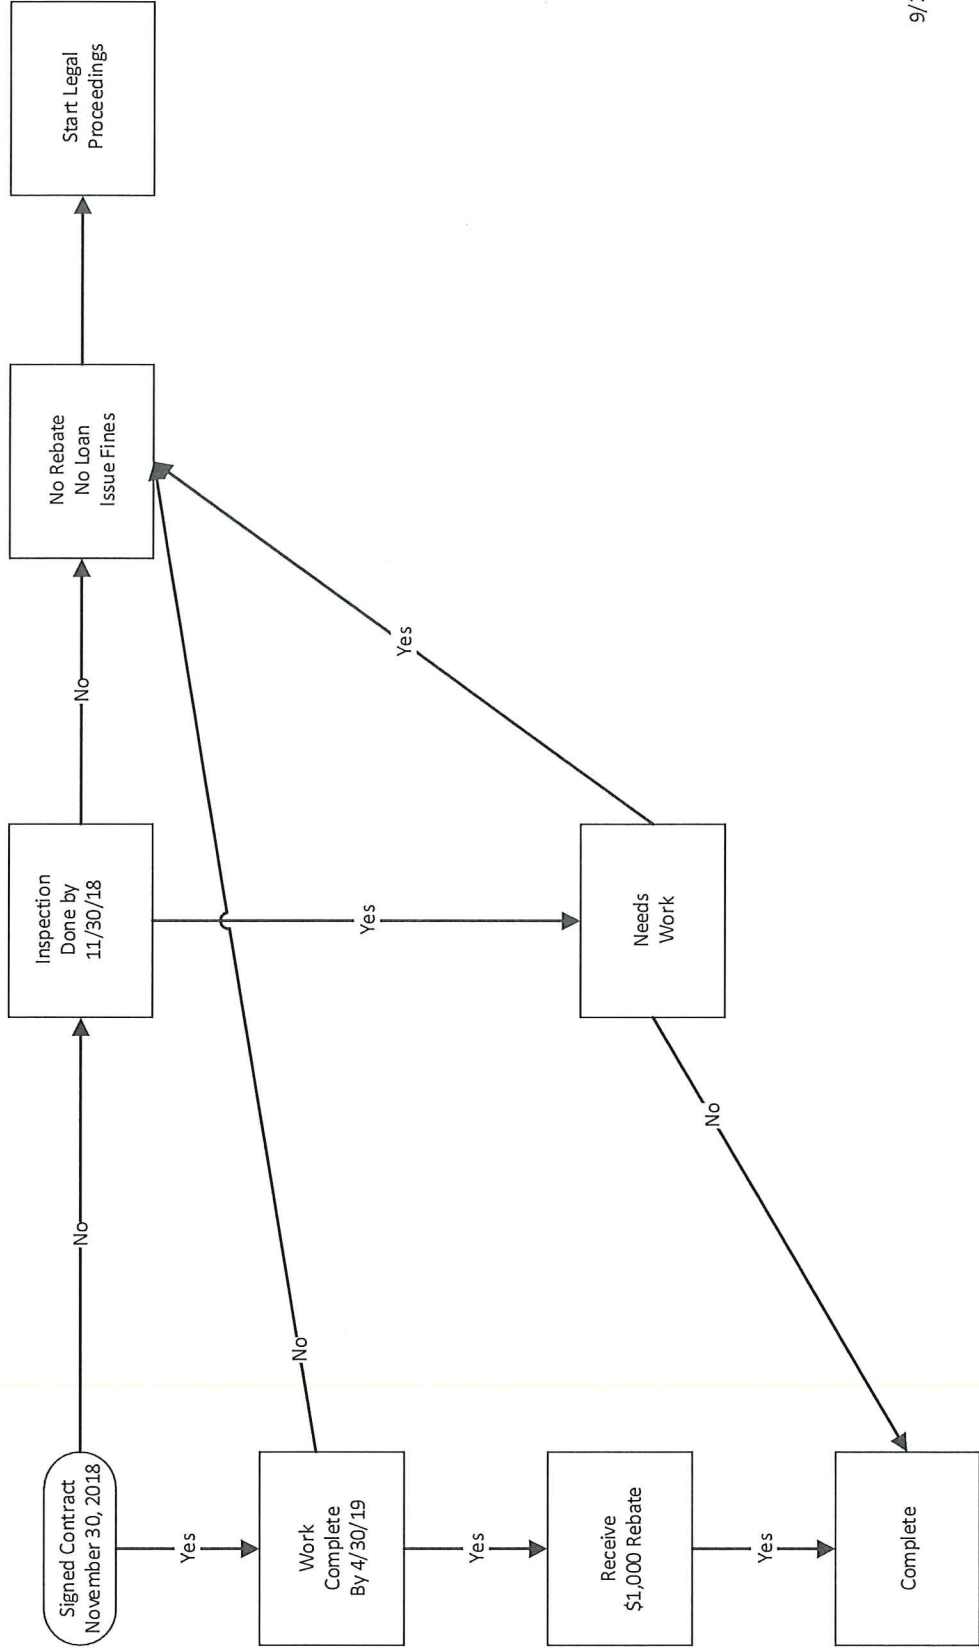 Signed Contract
November 30, 2018
No
Inspection
Done by
11/30/18
No
No Rebate
No Loan
Issue Fines
Start Legal
Proceedings
Yes
Work
Complete
By 4/30/19
No
Yes
Yes
Needs
Work
Yes
Receive
$1,000 Rebate
No
Yes
Complete
9/